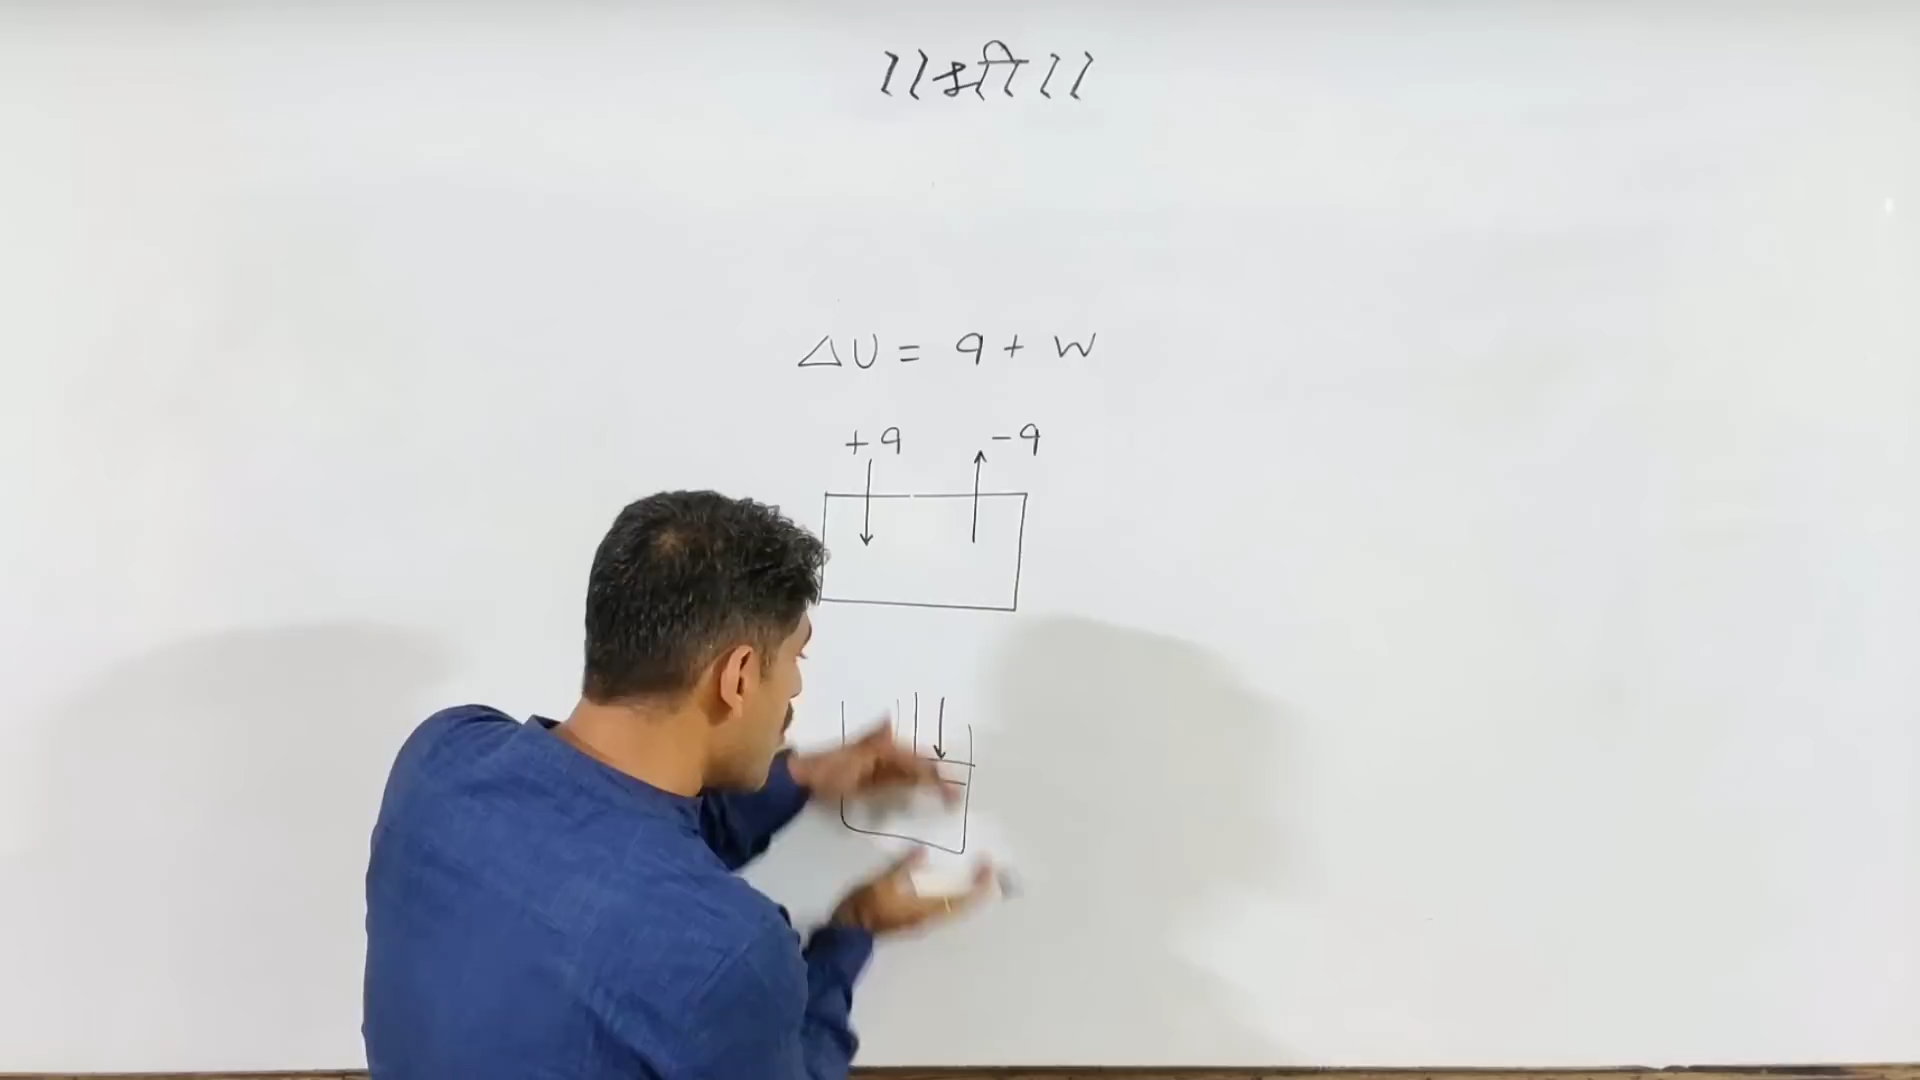 ॥ श्री ॥
ΔU = q + W
+q -q